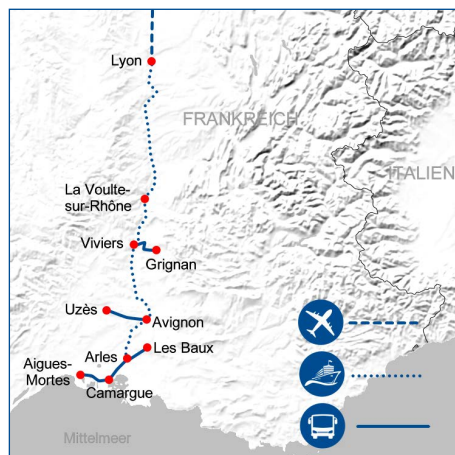 Lyon
FRANKREICH
ITALIEN
La Voulte-
sur-Rhône
Viviers
Grignan
Uzès
Avignon
Les Baux
Arles
Aigues-
Mortes
Camargue
Mittelmeer